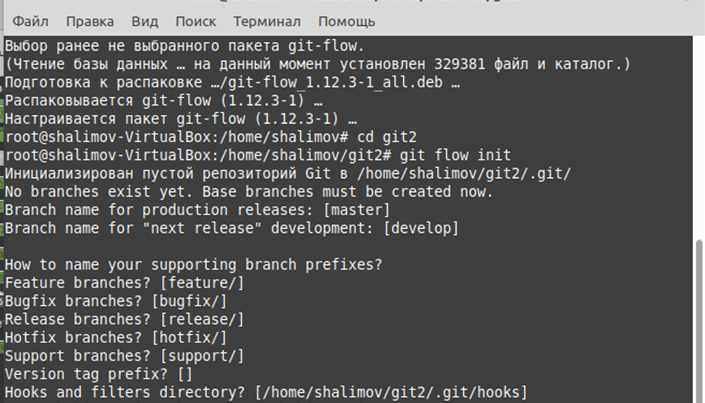 Файл Правка Вид Поиск Терминал Помощь
Выбор ранее не выбранного пакета git-flow.
(Чтение базы данных … на данный момент установлен 329381 файл и каталог.)
Подготовка к распаковке …/git-flow_1.12.3-1_all.deb …
Распаковывается git-flow (1.12.3-1) …
Настраивается пакет git-flow (1.12.3-1) …
root@shalimov-VirtualBox:/home/shalimov# cd git2
root@shalimov-VirtualBox:/home/shalimov/git2# git flow init
Инициализирован пустой репозиторий Git в /home/shalimov/git2/.git/
No branches exist yet. Base branches must be created now.
Branch name for production releases: [master]
Branch name for "next release" development: [develop]
How to name your supporting branch prefixes?
Feature branches? [feature/]
Bugfix branches? [bugfix/]
Release branches? [release/]
Hotfix branches? [hotfix/]
Support branches? [support/]
Version tag prefix? []
Hooks and filters directory? [/home/shalimov/git2/.git/hooks]